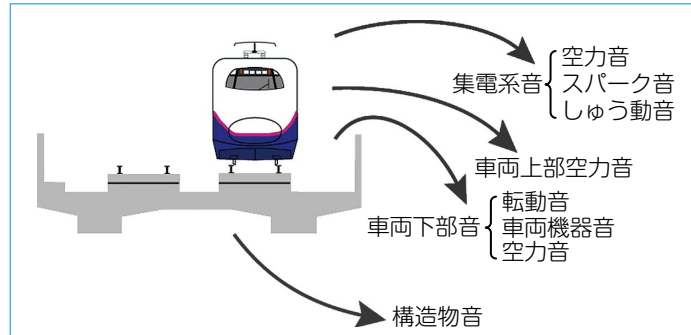 空力音
集電系音
スパーク音
しゅう動音
車両上部空力音
転動音
車両下部音
車両機器音
空力音
構造物音